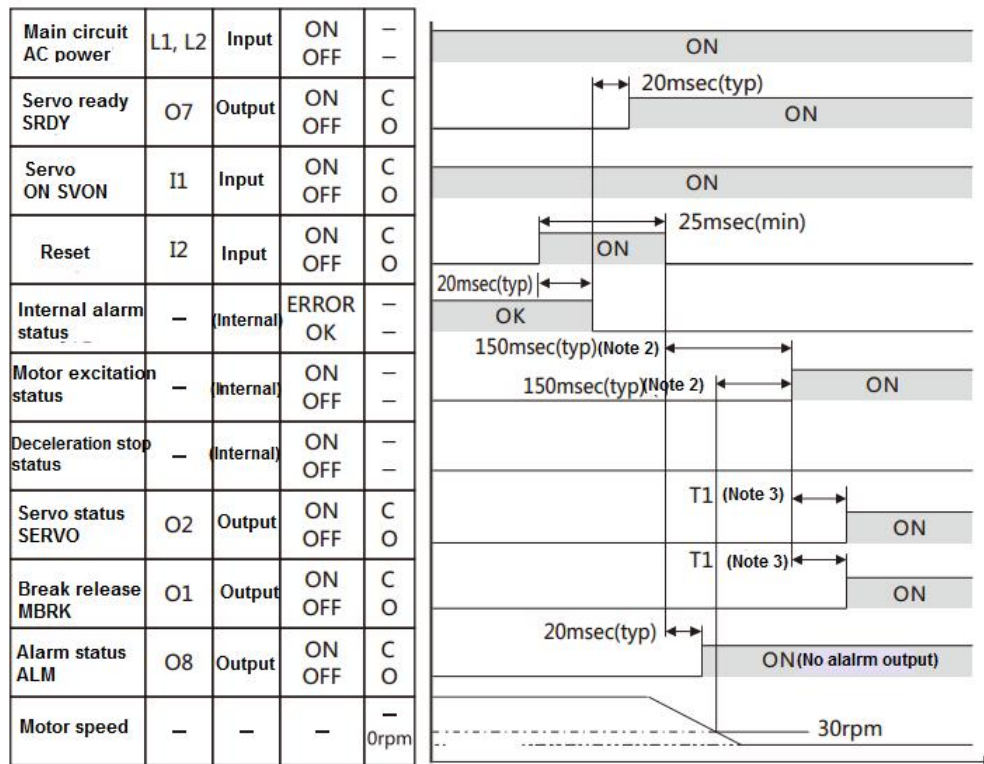 Main circuit
AC power
L1, L2
Input
ON
OFF
–
–
ON
Servo ready
SRDY
O7
Output
ON
OFF
C
O
20msec(typ)
ON
Servo
ON SVON
I1
Input
ON
OFF
C
O
ON
Reset
I2
Input
ON
OFF
C
O
25msec(min)
ON
20msec(typ)
Internal alarm
status
–
(Internal)
ERROR
OK
–
–
OK
150msec(typ)(Note 2)
Motor excitation
status
–
(Internal)
ON
OFF
–
–
150msec(typ)(Note 2)
ON
Deceleration stop
status
–
(Internal)
ON
OFF
–
–
T1 (Note 3)
Servo status
SERVO
O2
Output
ON
OFF
C
O
ON
T1 (Note 3)
Break release
MBRK
O1
Output
ON
OFF
C
O
ON
20msec(typ)
Alarm status
ALM
O8
Output
ON
OFF
C
O
ON(No alalrm output)
Motor speed
–
–
–
–
0rpm
30rpm